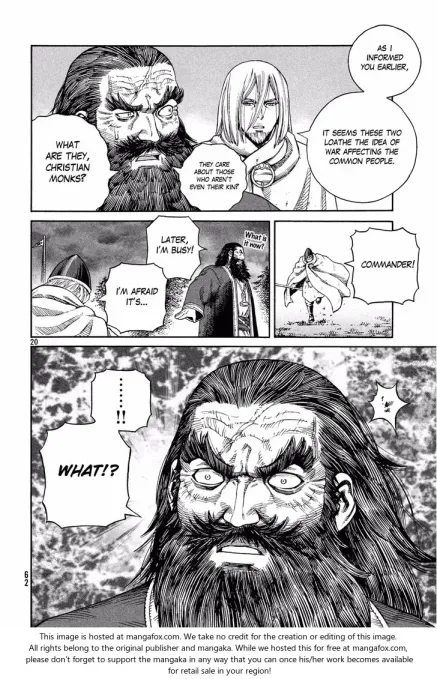 AS I
INFORMED
YOU EARLIER,
IT SEEMS THESE TWO
LOATHE THE IDEA OF
WAR AFFECTING THE
COMMON PEOPLE.
WHAT
ARE THEY,
CHRISTIAN
MONKS?
THEY CARE
ABOUT THOSE
WHO AREN'T
EVEN THEIR KIN?
COMMANDER!
What is
it now?
LATER,
I'M BUSY!
I'M AFRAID
IT'S...
20
......
!!
WHAT!?
62
This image is hosted at mangafox.com. We take no credit for the creation or editing of this image.
All rights belong to the original publisher and mangaka. While we hosted this for free at mangafox.com,
please don't forget to support the mangaka in any way that you can once his/her work becomes available
for retail sale in your region!